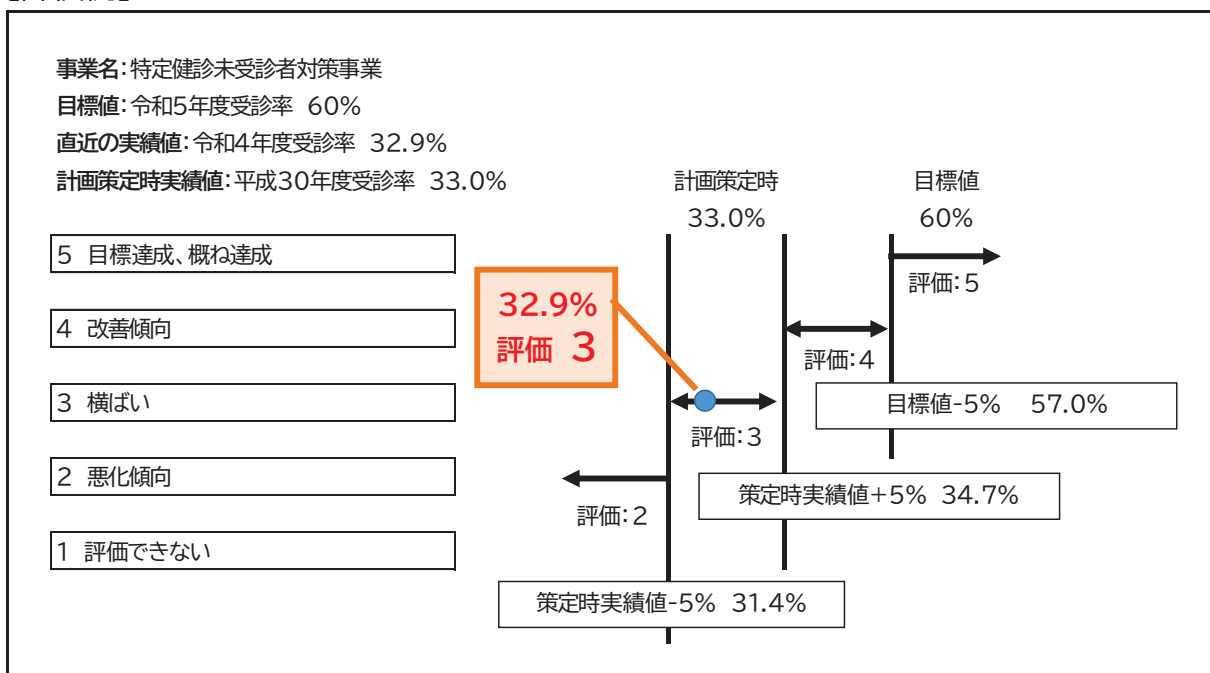 事業名:特定健診未受診者対策事業
目標値:令和5年度受診率 60%
直近の実績値:令和4年度受診率 32.9%
計画策定時実績値:平成30年度受診率 33.0%
計画策定時
33.0%
目標値
60%
5 目標達成、概ね達成
4 改善傾向
3 横ばい
2 悪化傾向
1 評価できない
32.9%
評価 3
評価:5
評価:4
目標値-5% 57.0%
評価:3
策定時実績値+5% 34.7%
評価:2
策定時実績値-5% 31.4%